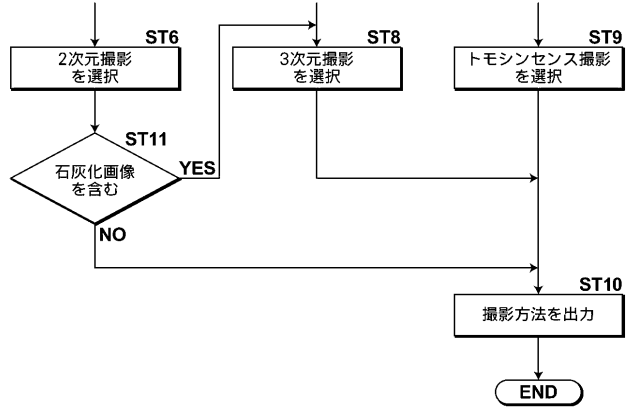 ST6
2次元撮影
を選択
ST8
3次元撮影
を選択
ST9
トモシンセンス撮影
を選択
ST11
石灰化画像
を含む
YES
NO
ST10
撮影方法を出力
END